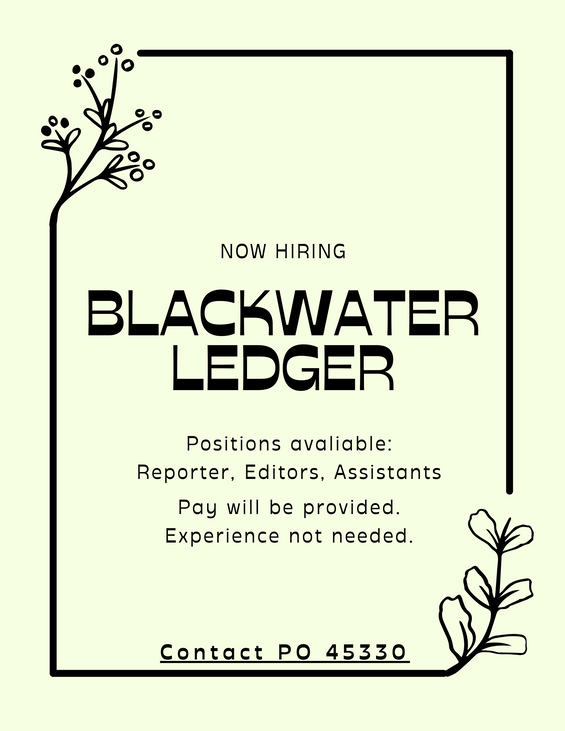 NOW HIRING
BLACKWATER
LEDGER
Positions avaliable:
Reporter, Editors, Assistants
Pay will be provided.
Experience not needed.
Contact PO 45330